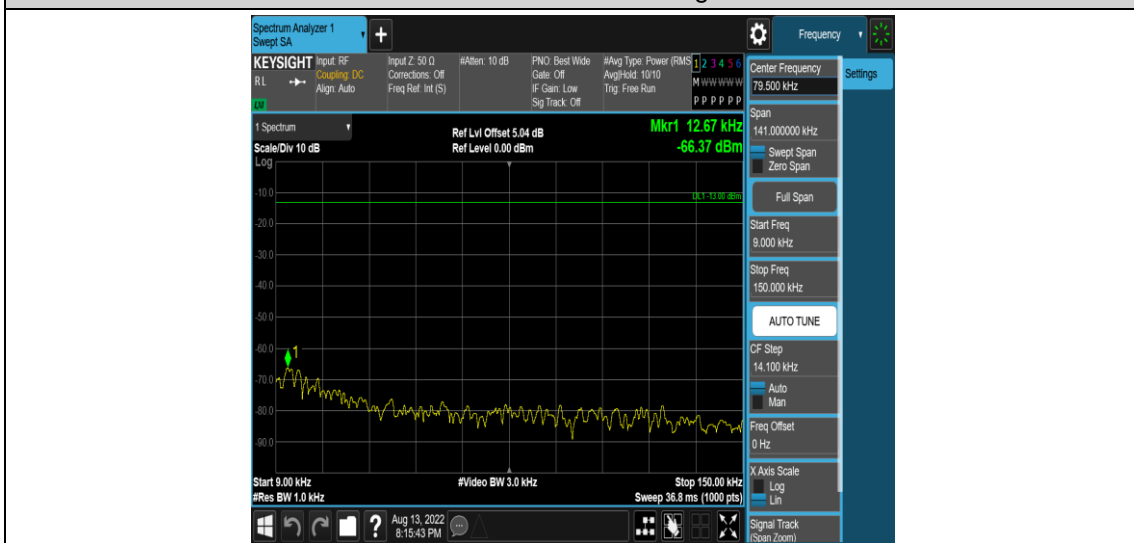 Spectrum Analyzer 1
Swept SA
+
Frequency
KEYSIGHT
RL
LXI
Input: RF
Coupling: DC
Align: Auto
Input Z: 50 Ω
Corrections: Off
Freq Ref: Int (S)
#Atten: 10 dB
PNO: Best Wide
Gate: Off
IF Gain: Low
Sig Track: Off
#Avg Type: Power (RMS
Avg|Hold: 10/10
Trig: Free Run
1 2 3 4 5 6
M W W W W W
P P P P P P
1 Spectrum
Scale/Div 10 dB
Log
Ref Lvl Offset 5.04 dB
Ref Level 0.00 dBm
Mkr1 12.67 kHz
-66.37 dBm
DL1 -13.00 dBm
-10.0
-20.0
-30.0
-40.0
-50.0
-60.0
-70.0
-80.0
-90.0
1
Start 9.00 kHz
#Res BW 1.0 kHz
#Video BW 3.0 kHz
Stop 150.00 kHz
Sweep 36.8 ms (1000 pts)
?
Aug 13, 2022
8:15:43 PM
Center Frequency
79.500 kHz
Settings
Span
141.000000 kHz
Swept Span
Zero Span
Full Span
Start Freq
9.000 kHz
Stop Freq
150.000 kHz
AUTO TUNE
CF Step
14.100 kHz
Auto
Man
Freq Offset
0 Hz
X Axis Scale
Log
Lin
Signal Track
(Span Zoom)